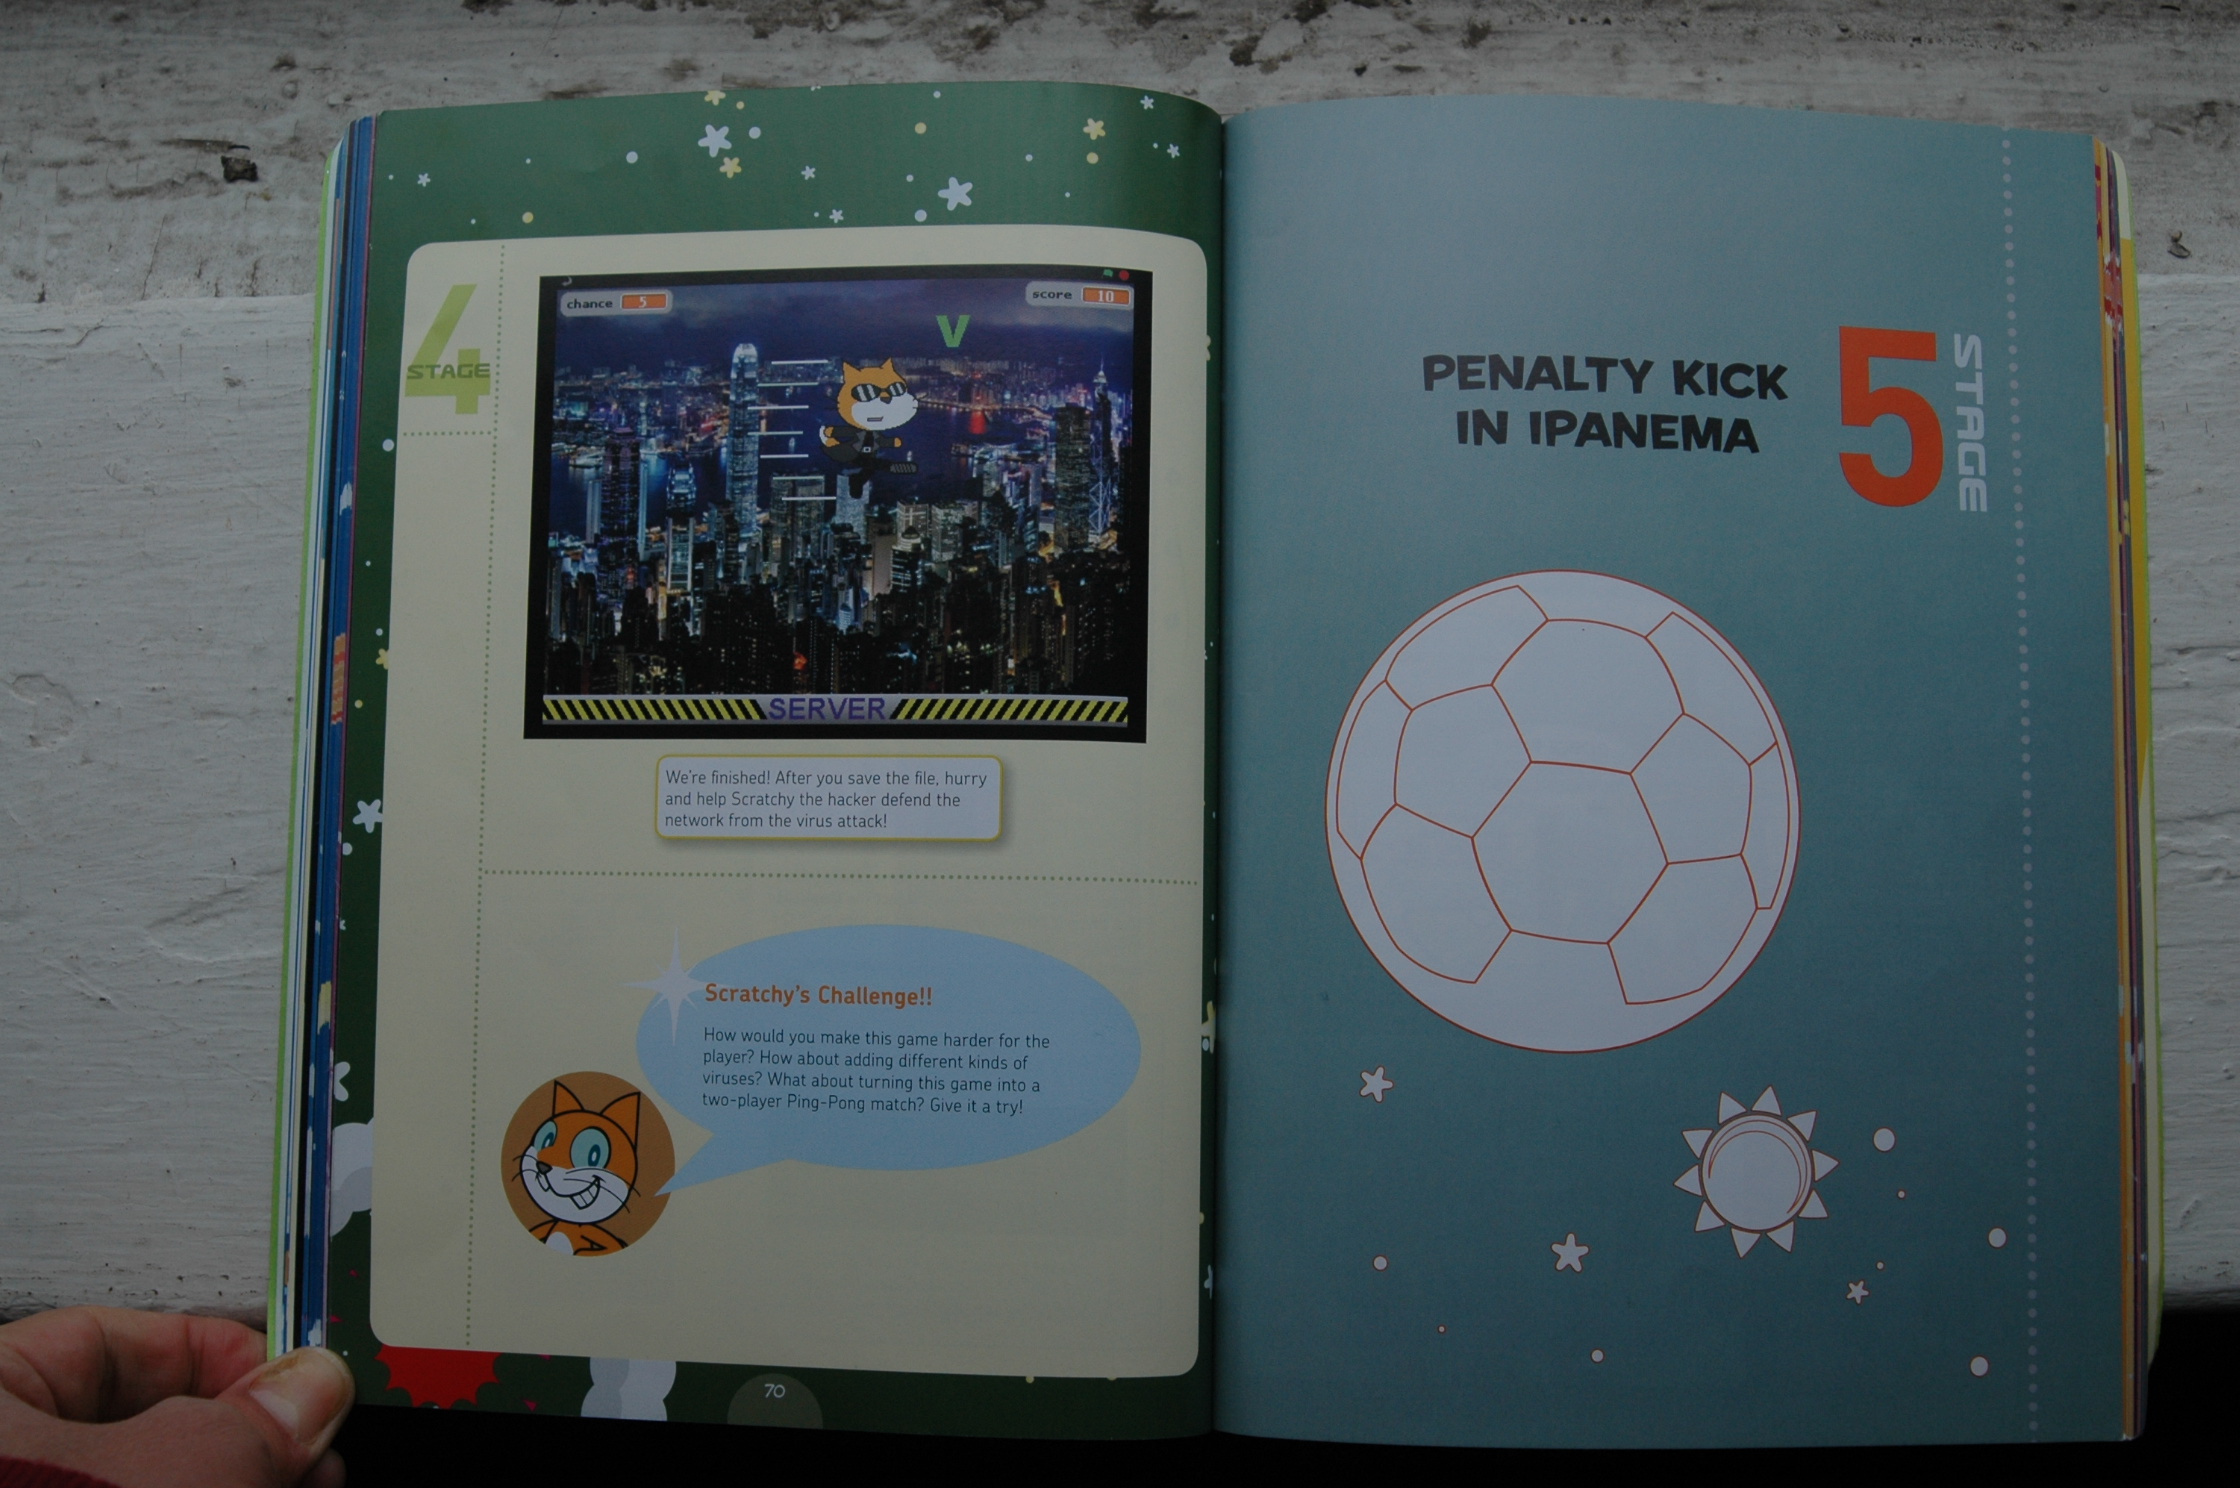 4
STAGE
chance 5
score 10
V
SERVER
We're finished! After you save the file, hurry
and help Scratchy the hacker defend the
network from the virus attack!
Scratchy's Challenge!!
How would you make this game harder for the
player? How about adding different kinds of
viruses? What about turning this game into a
two-player Ping-Pong match? Give it a try!
70
PENALTY KICK
IN IPANEMA
5
STAGE